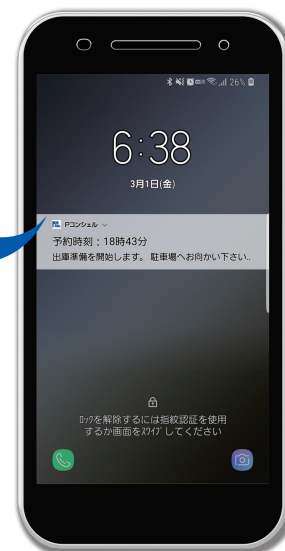 26%
6:38
3月1日(金)
Pコンシェル
予約時刻:18時43分
出庫準備を開始します。 駐車場へお向かい下さい..
ロックを解除するには指紋認証を使用
するか画面をスワイプしてください